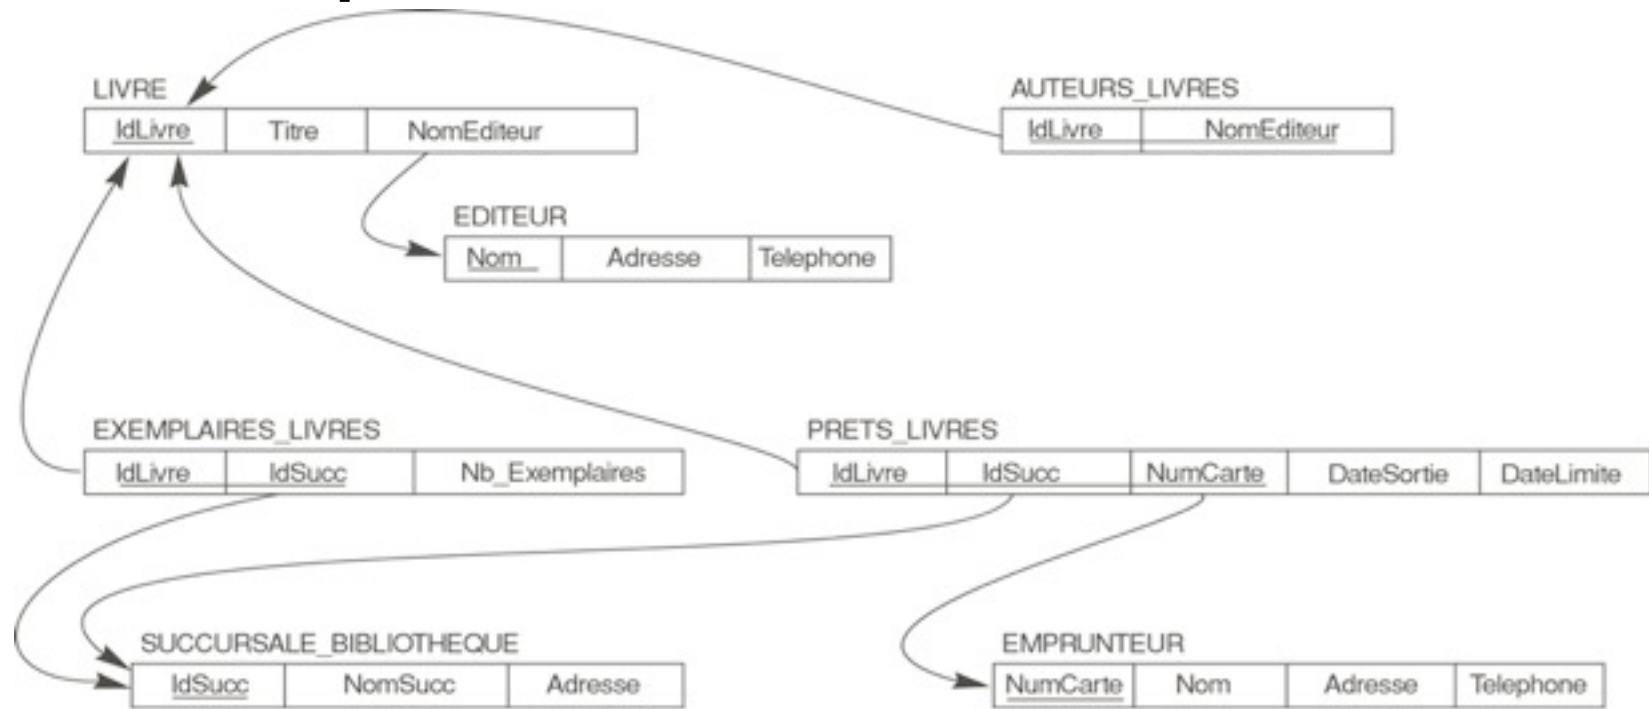 LIVRE
IdLivre Titre NomEditeur
AUTEURS_LIVRES
IdLivre NomEditeur
EDITEUR
Nom Adresse Telephone
EXEMPLAIRES_LIVRES
IdLivre IdSucc Nb_Exemplaires
PRETS_LIVRES
IdLivre IdSucc NumCarte DateSortie DateLimite
SUCCURSALE_BIBLIOTHEQUE
IdSucc NomSucc Adresse
EMPRUNTEUR
NumCarte Nom Adresse Telephone